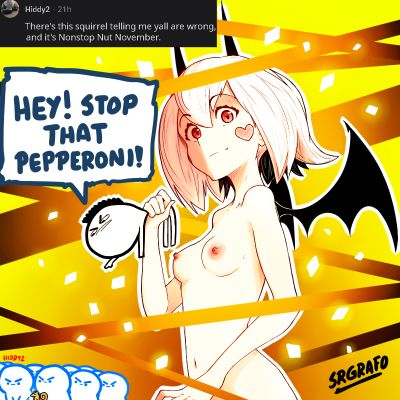 Hiddy2 · 21h
There's this squirrel telling me yall are wrong,
and it's Nonstop Nut November.
HEY! STOP
THAT
PEPPERONI!
HIDDY2
SRGRAFO